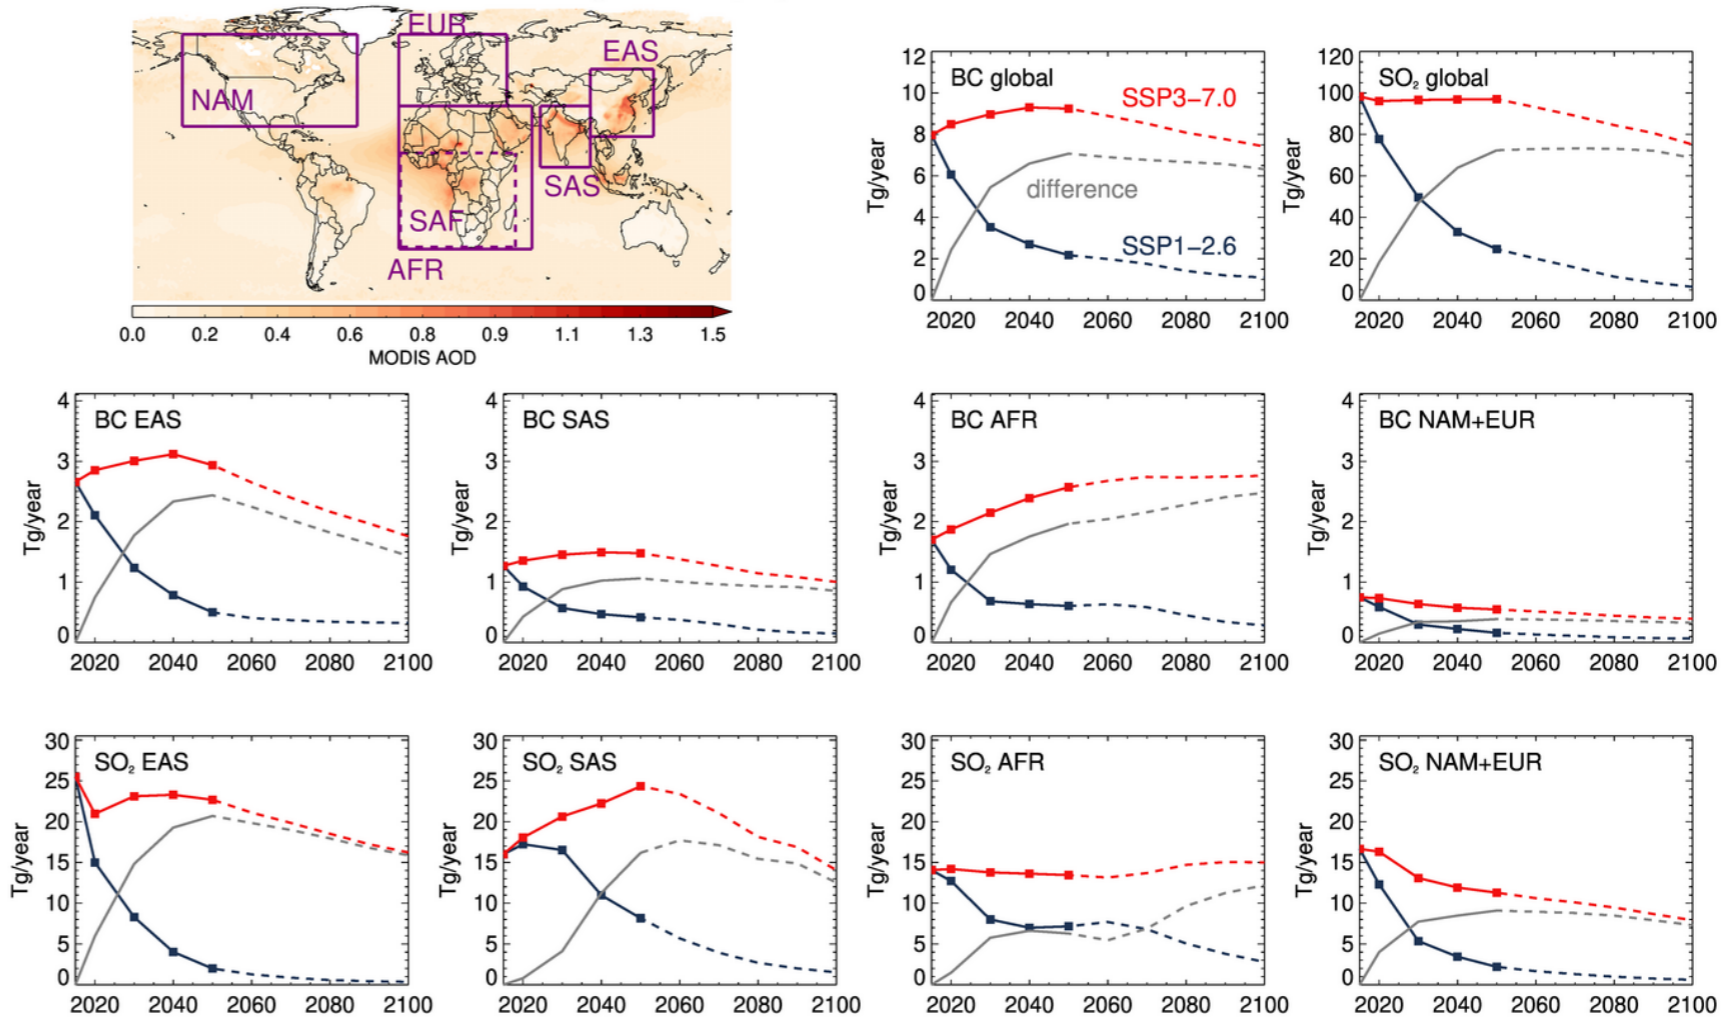 EUR
EAS
NAM
SAS
SAF
AFR
0.0 0.2 0.4 0.6 0.8 0.9 1.1 1.3 1.5
MODIS AOD
BC global
SSP3-7.0
difference
SSP1-2.6
Tg/year
12
10
8
6
4
2
0
2020 2040 2060 2080 2100
SO₂ global
Tg/year
120
100
80
60
40
20
0
2020 2040 2060 2080 2100
BC EAS
Tg/year
4
3
2
1
0
2020 2040 2060 2080 2100
BC SAS
Tg/year
4
3
2
1
0
2020 2040 2060 2080 2100
BC AFR
Tg/year
4
3
2
1
0
2020 2040 2060 2080 2100
BC NAM+EUR
Tg/year
4
3
2
1
0
2020 2040 2060 2080 2100
SO₂ EAS
Tg/year
30
25
20
15
10
5
0
2020 2040 2060 2080 2100
SO₂ SAS
Tg/year
30
25
20
15
10
5
0
2020 2040 2060 2080 2100
SO₂ AFR
Tg/year
30
25
20
15
10
5
0
2020 2040 2060 2080 2100
SO₂ NAM+EUR
Tg/year
30
25
20
15
10
5
0
2020 2040 2060 2080 2100